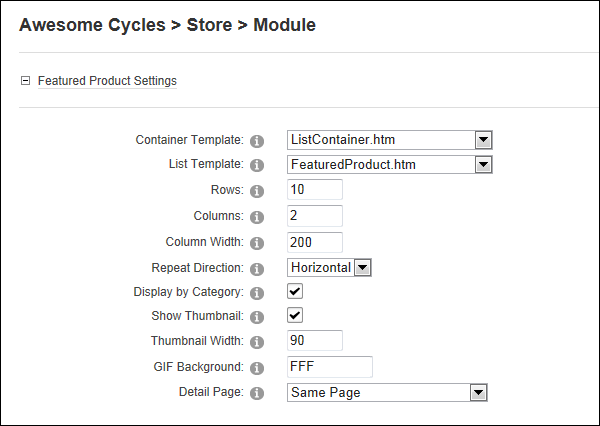 Awesome Cycles > Store > Module
Featured Product Settings
Container Template: ListContainer.htm
List Template: FeaturedProduct.htm
Rows: 10
Columns: 2
Column Width: 200
Repeat Direction: Horizontal
Display by Category:
Show Thumbnail:
Thumbnail Width: 90
GIF Background: FFF
Detail Page: Same Page